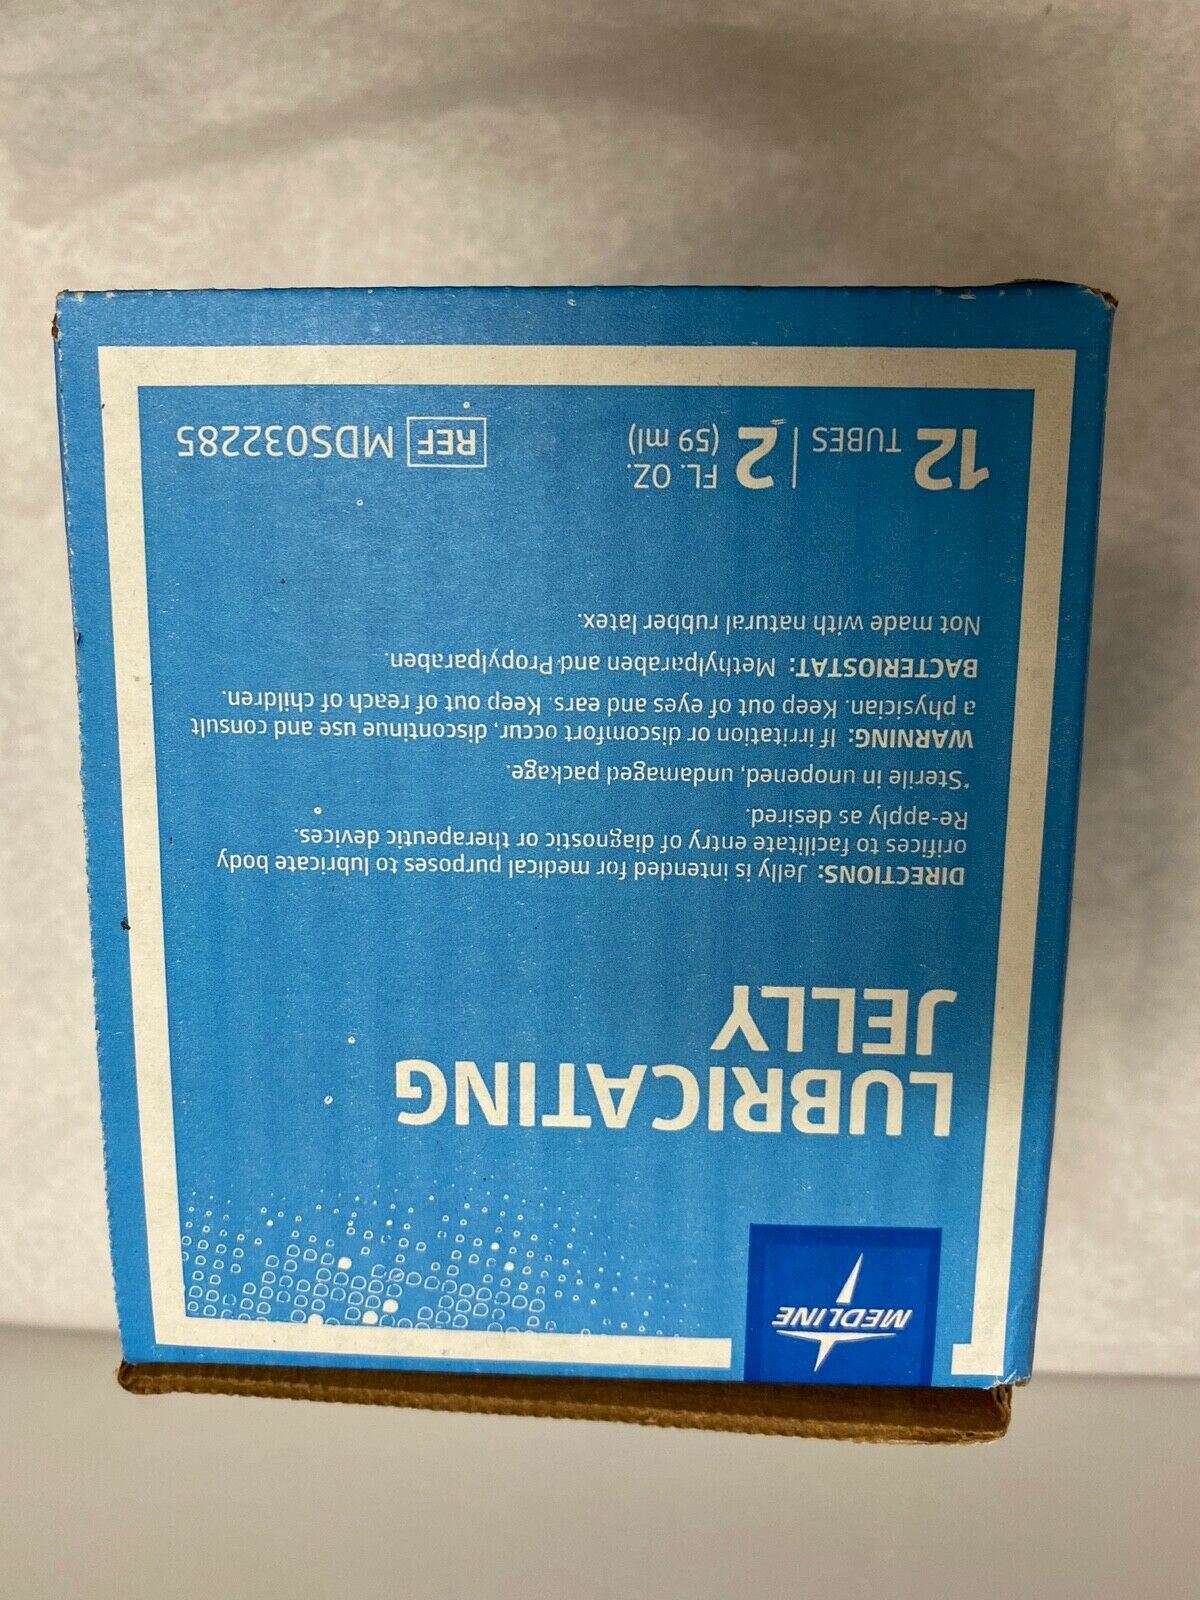 MEDLINE
LUBRICATING
JELLY
DIRECTIONS: Jelly is intended for medical purposes to lubricate body
orifices to facilitate entry of diagnostic or therapeutic devices.
Re-apply as desired.
*Sterile in unopened, undamaged package.
WARNING: If irritation or discomfort occur, discontinue use and consult
a physician. Keep out of eyes and ears. Keep out of reach of children.
BACTERIOSTAT: Methylparaben and Propylparaben.
Not made with natural rubber latex.
12 TUBES | 2 FL. OZ. (59 ml) REF MDS032285